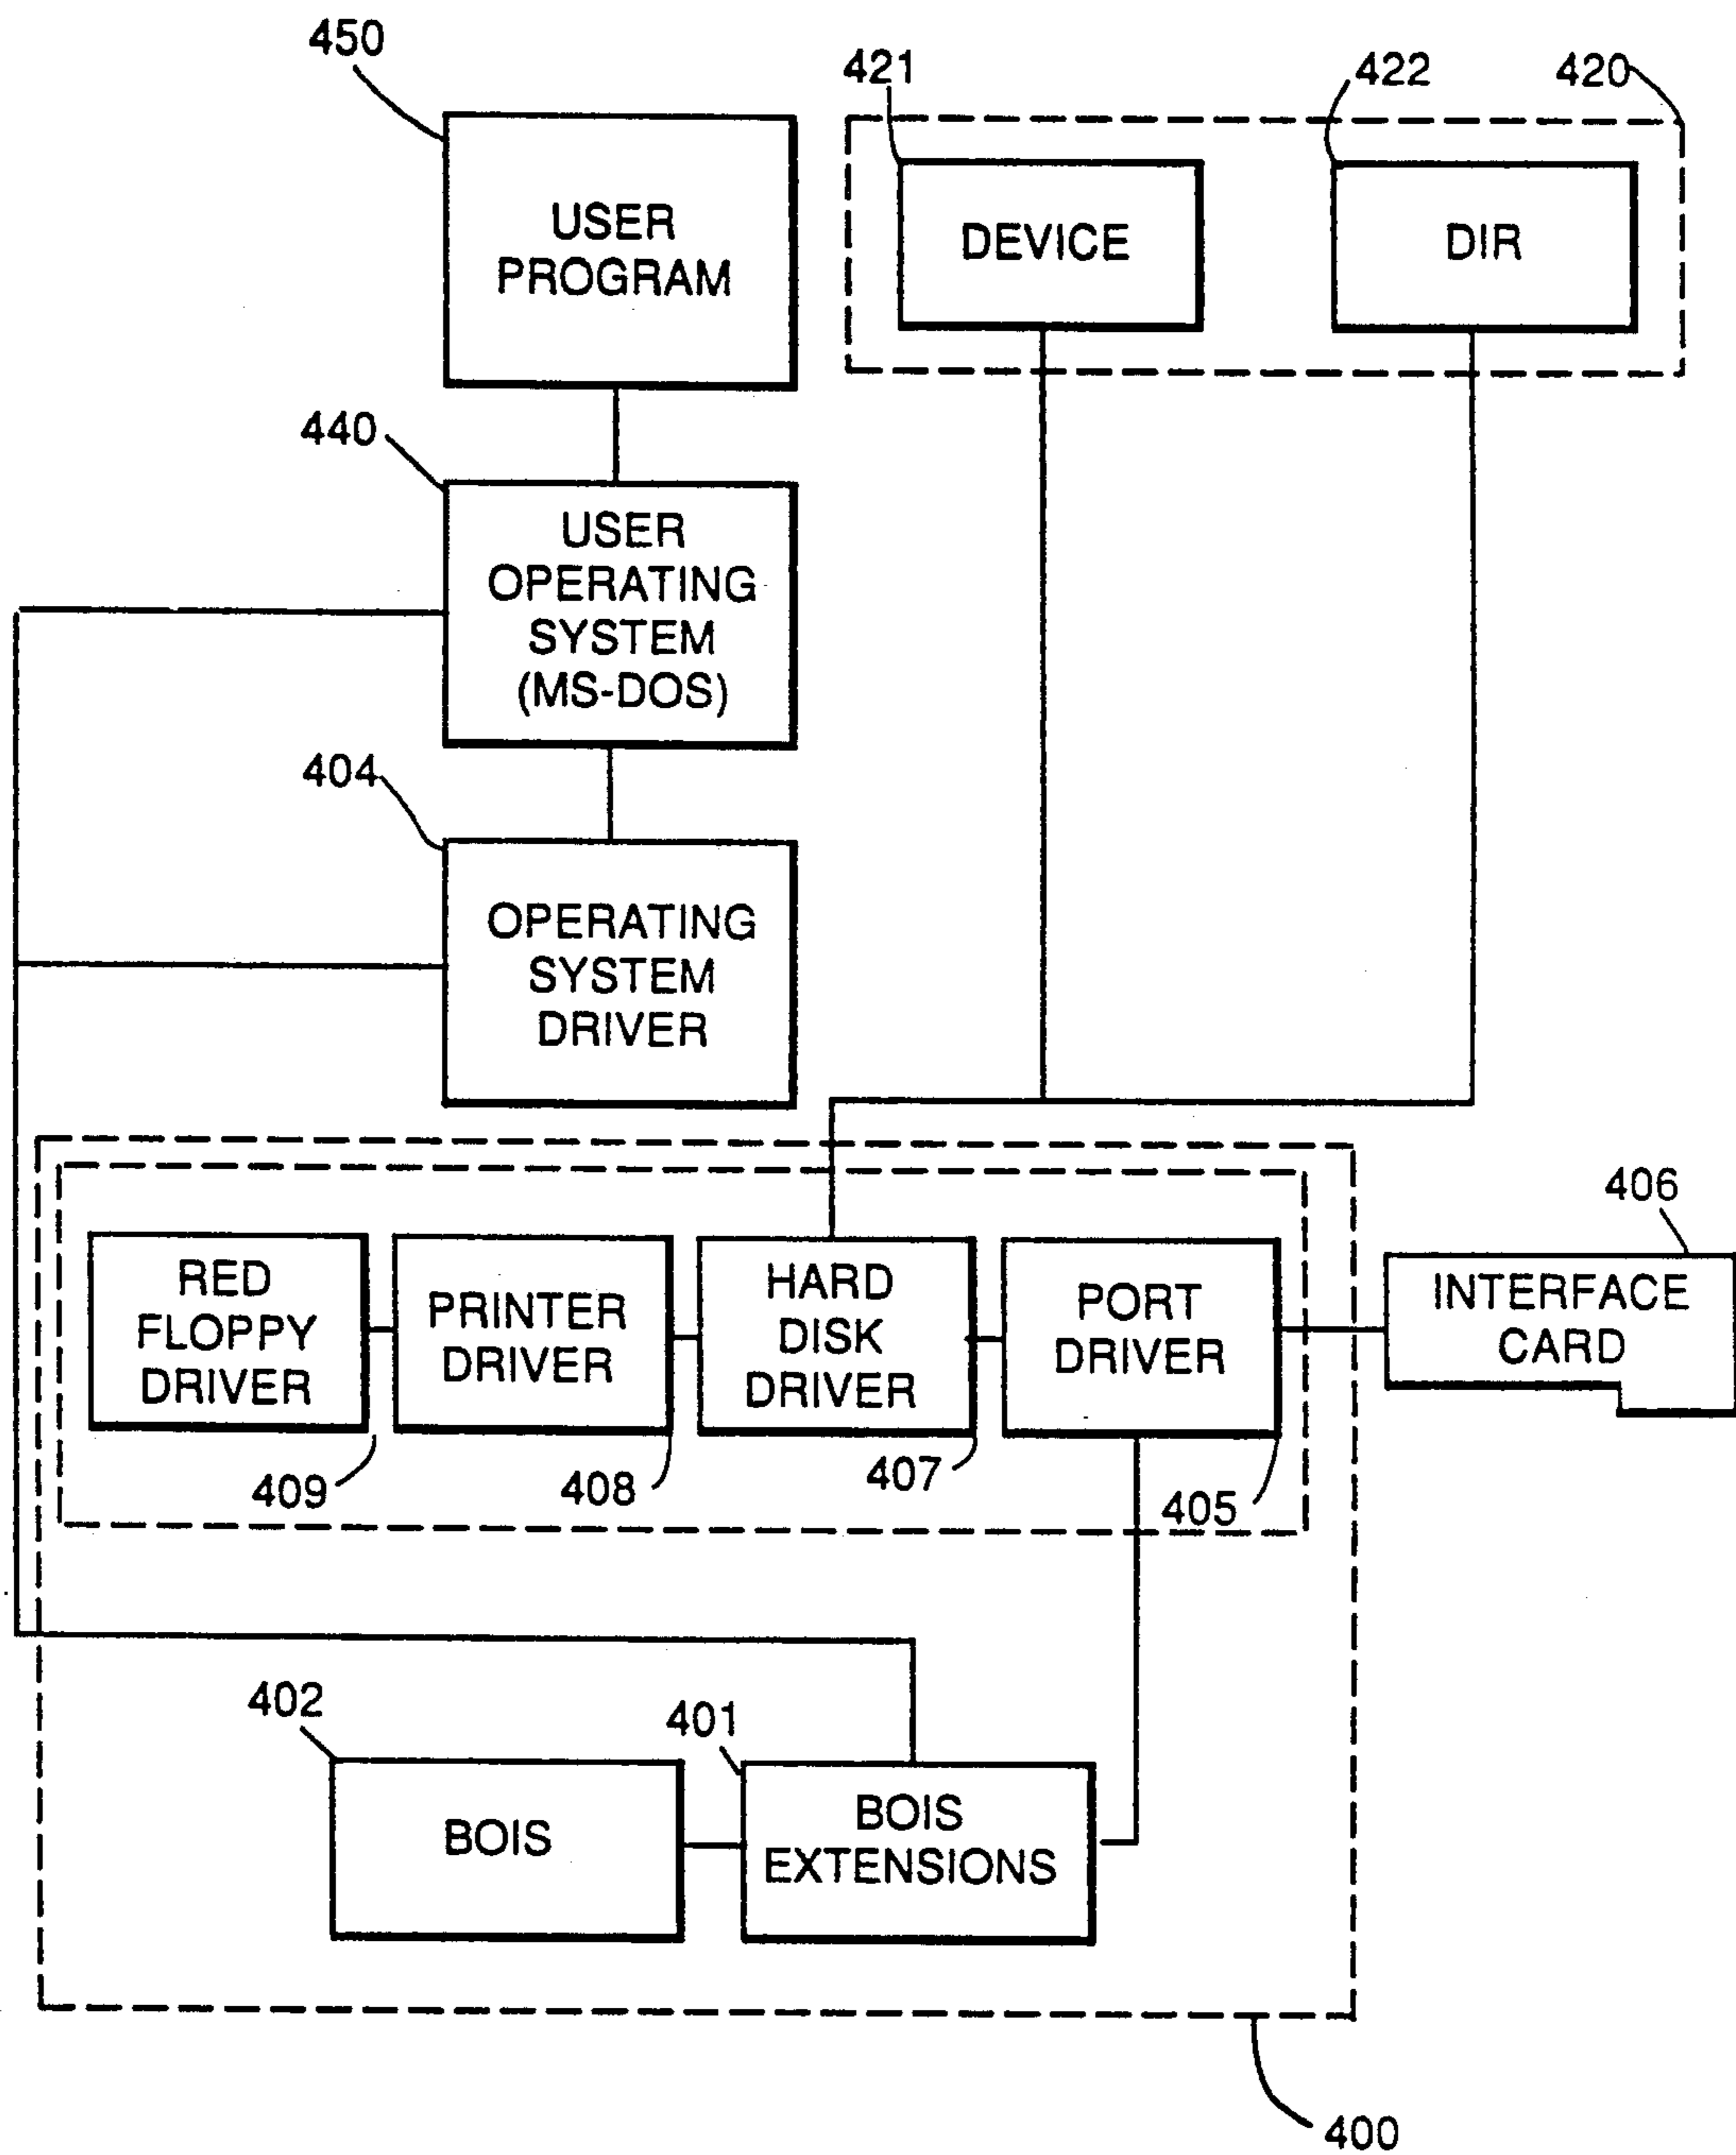 450
421
422
420
USER
PROGRAM
DEVICE
DIR
440
USER
OPERATING
SYSTEM
(MS-DOS)
404
OPERATING
SYSTEM
DRIVER
406
RED
FLOPPY
DRIVER
PRINTER
DRIVER
HARD
DISK
DRIVER
PORT
DRIVER
INTERFACE
CARD
409
408
407
405
402
401
BOIS
BOIS
EXTENSIONS
400